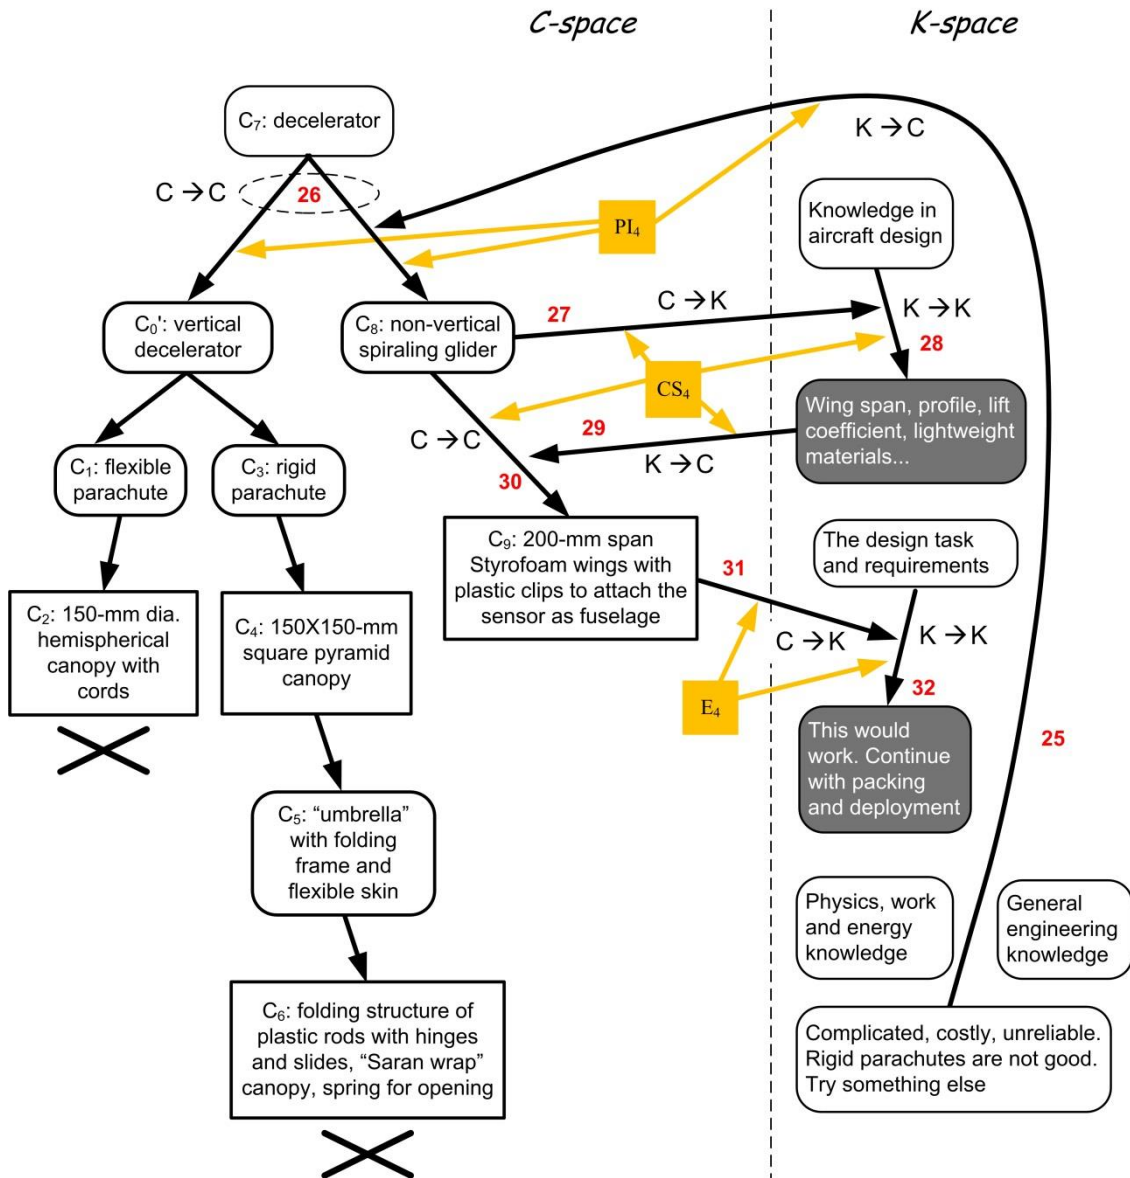 C-space
K-space
C₇: decelerator
C → C
26
K → C
PI₄
Knowledge in
aircraft design
C₀': vertical
decelerator
C₈: non-vertical
spiraling glider
27
C → K
K → K
28
CS₄
C → C
29
K → C
30
Wing span, profile, lift
coefficient, lightweight
materials...
C₁: flexible
parachute
C₃: rigid
parachute
C₉: 200-mm span
Styrofoam wings with
plastic clips to attach the
sensor as fuselage
31
The design task
and requirements
C → K
K → K
E₄
32
C₂: 150-mm dia.
hemispherical
canopy with
cords
C₄: 150X150-mm
square pyramid
canopy
This would
work. Continue
with packing
and deployment
25
C₅: “umbrella”
with folding
frame and
flexible skin
Physics, work
and energy
knowledge
General
engineering
knowledge
C₆: folding structure of
plastic rods with hinges
and slides, “Saran wrap”
canopy, spring for opening
Complicated, costly, unreliable.
Rigid parachutes are not good.
Try something else